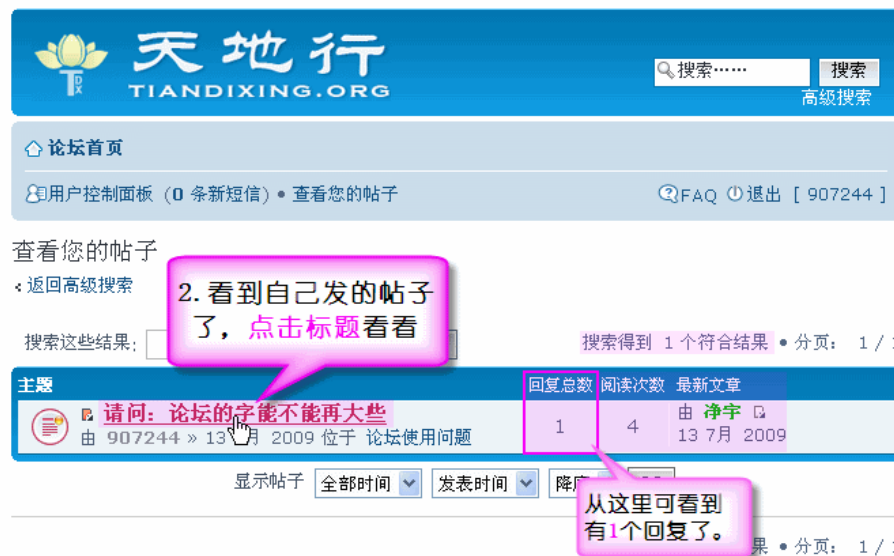 天地行
TIANDIXING.ORG
TDX
搜索…… 搜索
高级搜索
论坛首页
用户控制面板 (0 条新短信) • 查看您的帖子 FAQ 退出 [ 907244 ]
查看您的帖子
返回高级搜索
2.看到自己发的帖子
了，点击标题看看
搜索这些结果: 搜索得到 1 个符合结果 • 分页: 1 /
主题 回复总数 阅读次数 最新文章
请问：论坛的字能不能再大些 1 4 由 净宇
由 907244 » 13 月 2009 位于 论坛使用问题 13 7月 2009
显示帖子 全部时间 发表时间 降
从这里可看到
有1个回复了。
果 • 分页: 1 /